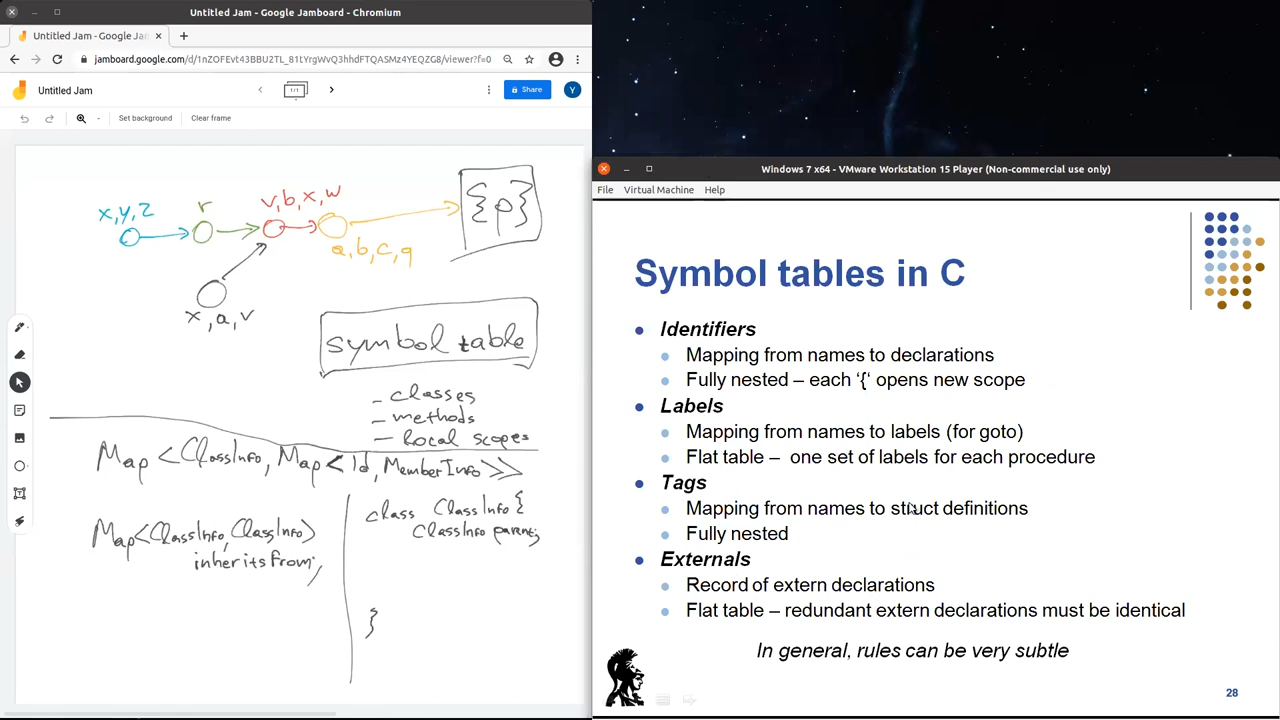 Untitled Jam - Google Jamboard - Chromium
Untitled Jam - Google Jam
jamboard.google.com/d/1nZOFEvt43BBU2TL_81tYrgWvQ3hhdFTQASMz4YEQZG8/viewer?f=0
Untitled Jam
1/1
Share
Y
Set background
Clear frame
x,y,z
r
v,b,x,w
{p}
a,b,c,q
x,a,v
symbol table
- classes
- methods
- local scopes
Map <ClassInfo, Map<Id, MemberInfo>>
class ClassInfo {
ClassInfo parent;
Map<ClassInfo, ClassInfo>
inheritsFrom;
}
Windows 7 x64 - VMware Workstation 15 Player (Non-commercial use only)
File Virtual Machine Help
Symbol tables in C
● Identifiers
● Mapping from names to declarations
● Fully nested – each ‘{‘ opens new scope
● Labels
● Mapping from names to labels (for goto)
● Flat table – one set of labels for each procedure
● Tags
● Mapping from names to struct definitions
● Fully nested
● Externals
● Record of extern declarations
● Flat table – redundant extern declarations must be identical
In general, rules can be very subtle
28